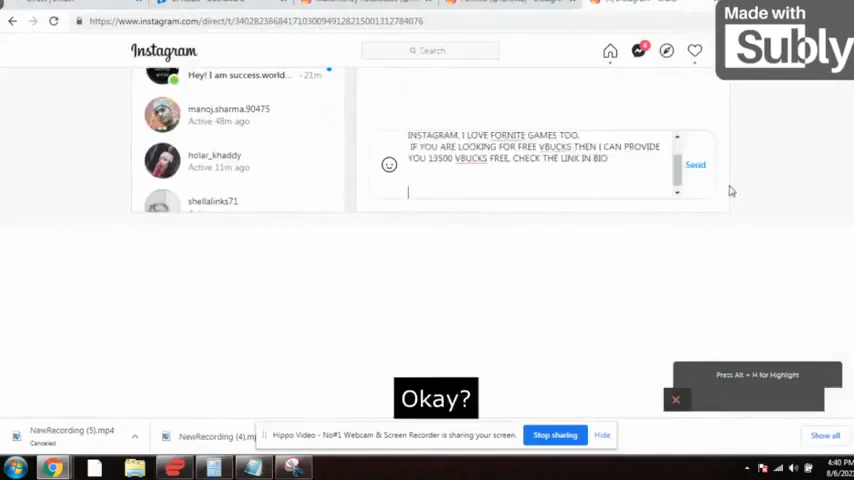 Made with
Subly
https://www.instagram.com/direct/t/340282366841710300949128215001312784076
Instagram
Search
Hey! I am success.world... · 21m
manoj.sharma.90475
Active 48m ago
holar_khaddy
Active 11m ago
shellalinks71
INSTAGRAM, I LOVE FORNITE GAMES TOO.
IF YOU ARE LOOKING FOR FREE VBUCKS THEN I CAN PROVIDE
YOU 13500 VBUCKS FREE, CHECK THE LINK IN BIO
Send
Press Alt + H for Highlight
Okay?
NewRecording (5).mp4
Canceled
NewRecording (4).mp
Hippo Video - No#1 Webcam & Screen Recorder is sharing your screen.
Stop sharing
Hide
Show all
4:40 PM